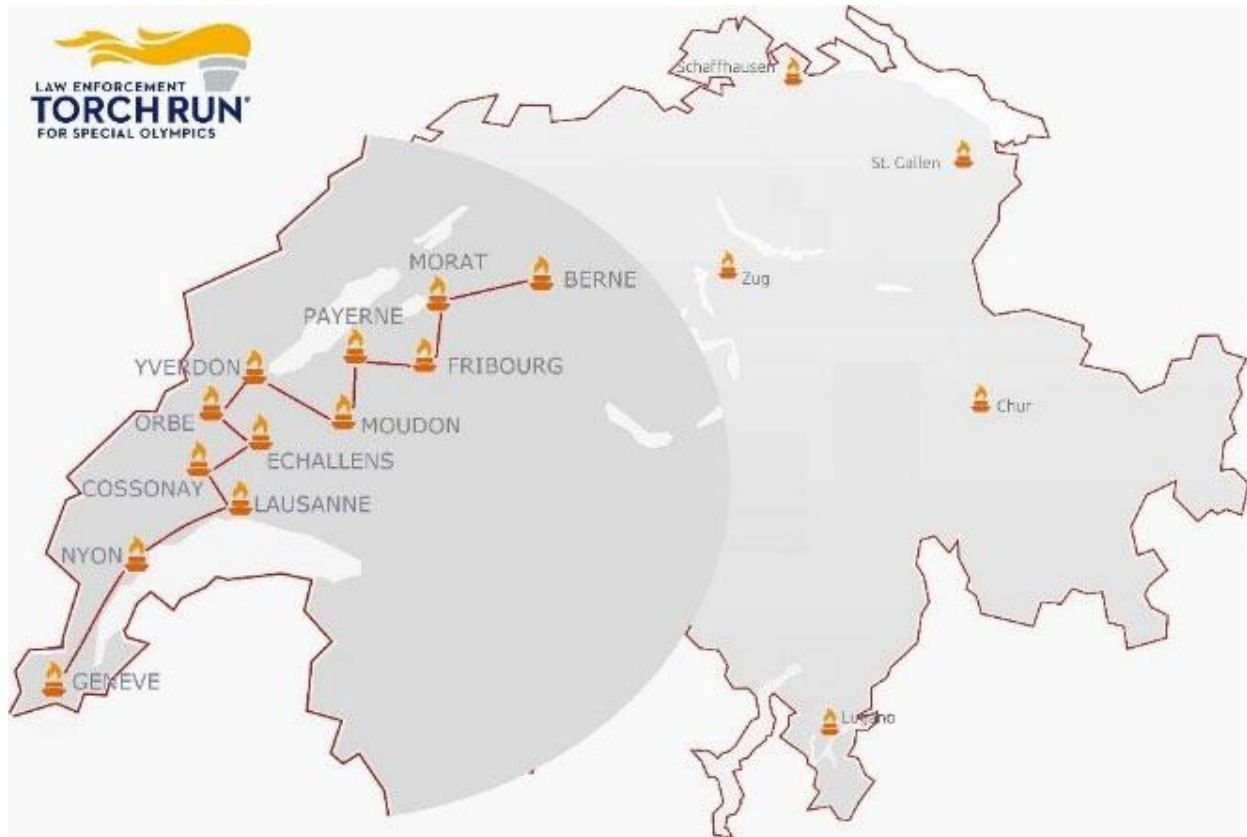 LAW ENFORCEMENT
TORCH RUN®
FOR SPECIAL OLYMPICS
Schaffhausen
St. Gallen
MORAT
BERNE
Zug
PAYERNE
YVERDON
FRIBOURG
ORBE
MOUDON
Chur
ECHALLENS
COSSONAY
LAUSANNE
NYON
GENEVE
Lugano